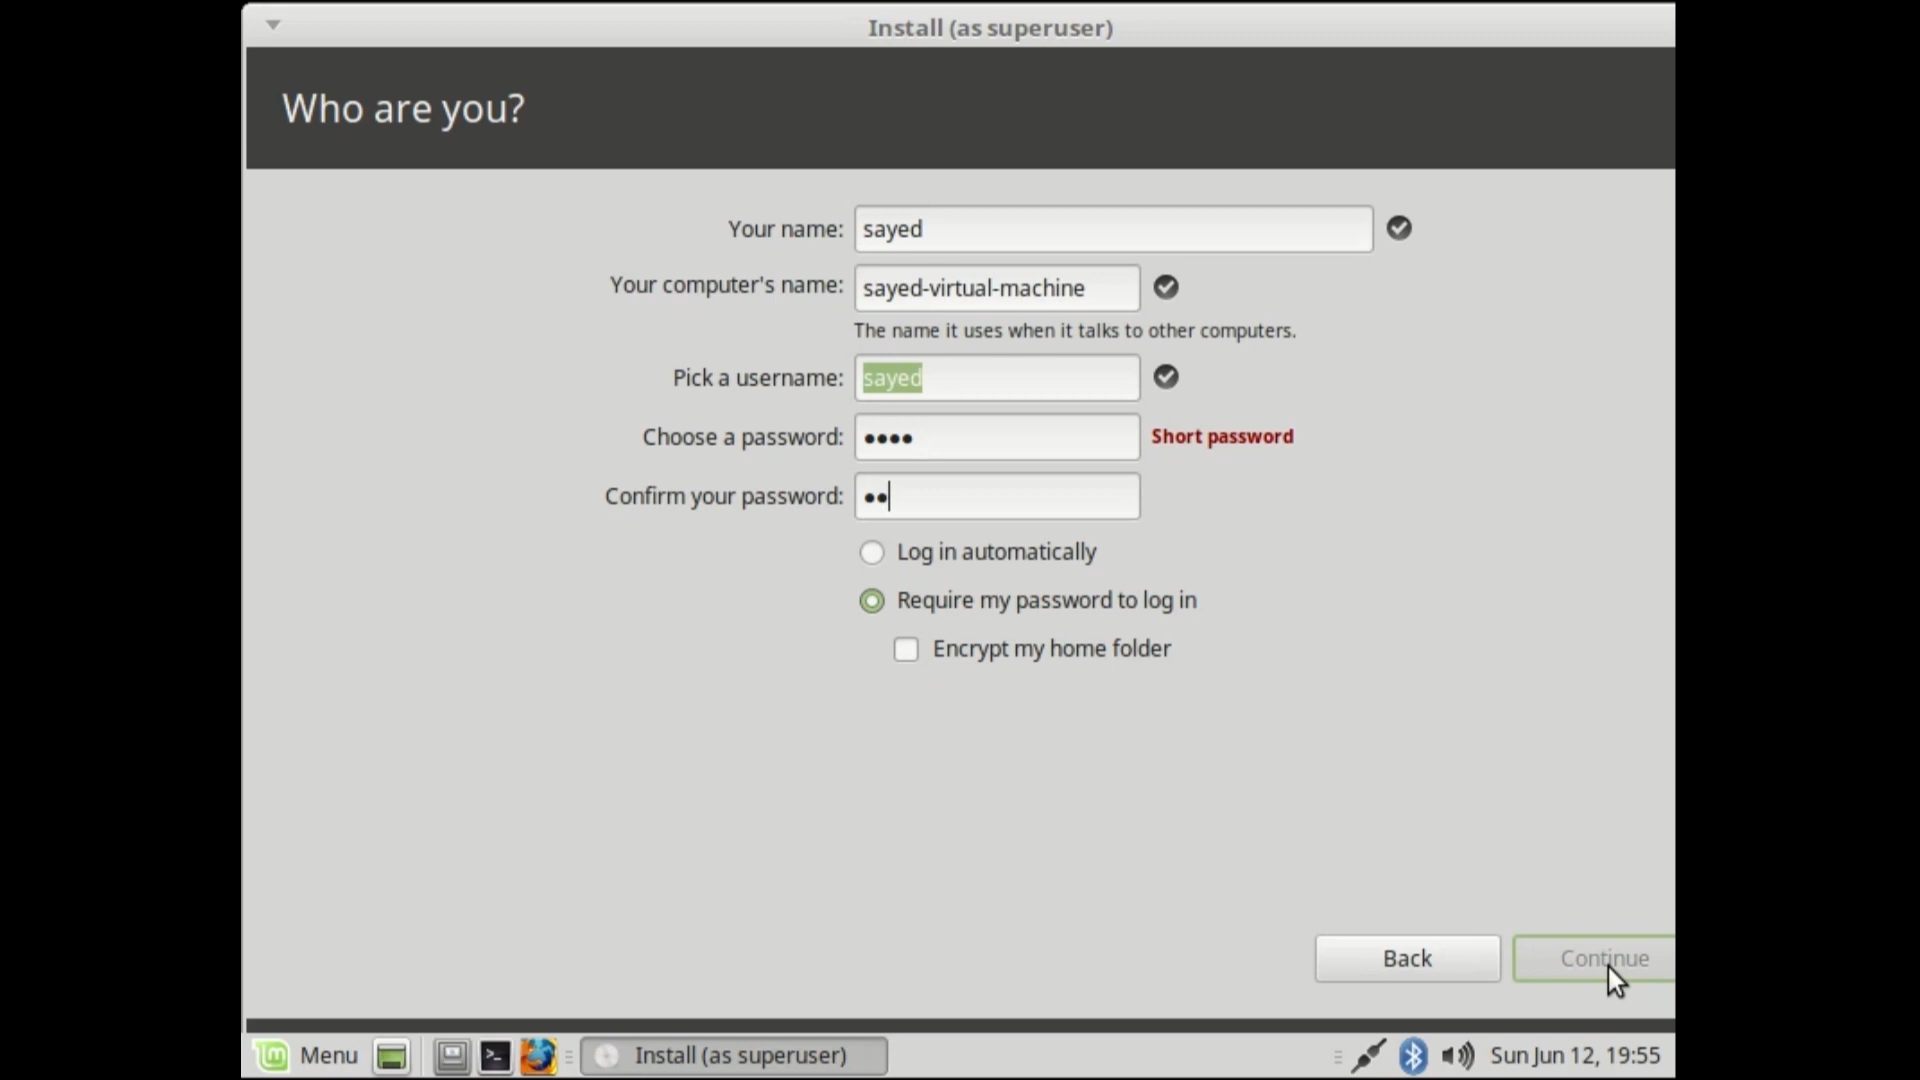 Install (as superuser)
Who are you?
Your name: sayed
Your computer's name: sayed-virtual-machine
The name it uses when it talks to other computers.
Pick a username: sayed
Choose a password: •••• Short password
Confirm your password: ••
Log in automatically
Require my password to log in
Encrypt my home folder
Back Continue
Menu Install (as superuser) Sun Jun 12, 19:55